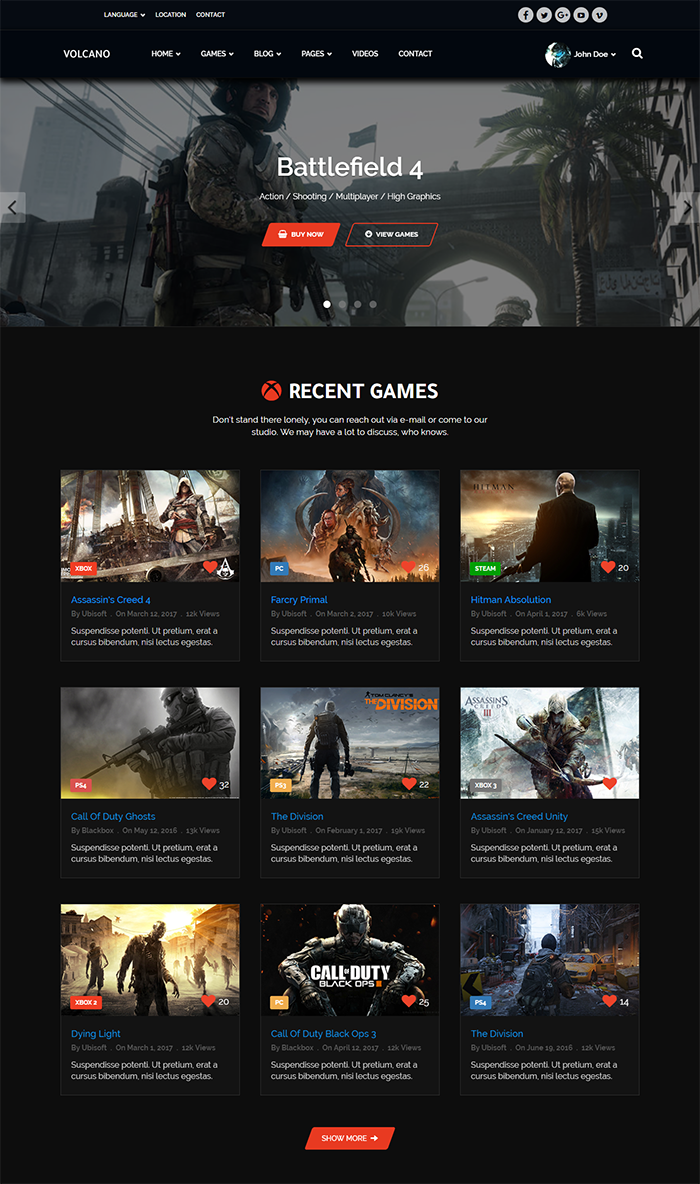 LANGUAGE LOCATION CONTACT
VOLCANO HOME GAMES BLOG PAGES VIDEOS CONTACT John Doe
Battlefield 4
Action / Shooting / Multiplayer / High Graphics
BUY NOW VIEW GAMES
RECENT GAMES
Don't stand there lonely, you can reach out via e-mail or come to our
studio. We may have a lot to discuss, who knows.
XBOX
Assassin's Creed 4
By Ubisoft . On March 12, 2017 . 12k Views
Suspendisse potenti. Ut pretium, erat a
cursus bibendum, nisi lectus egestas.
PC 26
Farcry Primal
By Ubisoft . On March 2, 2017 . 10k Views
Suspendisse potenti. Ut pretium, erat a
cursus bibendum, nisi lectus egestas.
HITMAN
STEAM 20
Hitman Absolution
By Ubisoft . On April 1, 2017 . 6k Views
Suspendisse potenti. Ut pretium, erat a
cursus bibendum, nisi lectus egestas.
PS4 32
Call Of Duty Ghosts
By Blackbox . On May 12, 2016 . 13k Views
Suspendisse potenti. Ut pretium, erat a
cursus bibendum, nisi lectus egestas.
TOM CLANCY'S
THE DIVISION
PS3 22
The Division
By Ubisoft . On February 1, 2017 . 19k Views
Suspendisse potenti. Ut pretium, erat a
cursus bibendum, nisi lectus egestas.
ASSASSIN'S
CREED
III
XBOX 3
Assassin's Creed Unity
By Ubisoft . On January 12, 2017 . 15k Views
Suspendisse potenti. Ut pretium, erat a
cursus bibendum, nisi lectus egestas.
XBOX 2 20
Dying Light
By Ubisoft . On March 1, 2017 . 12k Views
Suspendisse potenti. Ut pretium, erat a
cursus bibendum, nisi lectus egestas.
CALL OF DUTY
BLACK OPS
PC 25
Call Of Duty Black Ops 3
By Blackbox . On April 12, 2017 . 12k Views
Suspendisse potenti. Ut pretium, erat a
cursus bibendum, nisi lectus egestas.
PS4 14
The Division
By Ubisoft . On June 19, 2016 . 12k Views
Suspendisse potenti. Ut pretium, erat a
cursus bibendum, nisi lectus egestas.
SHOW MORE